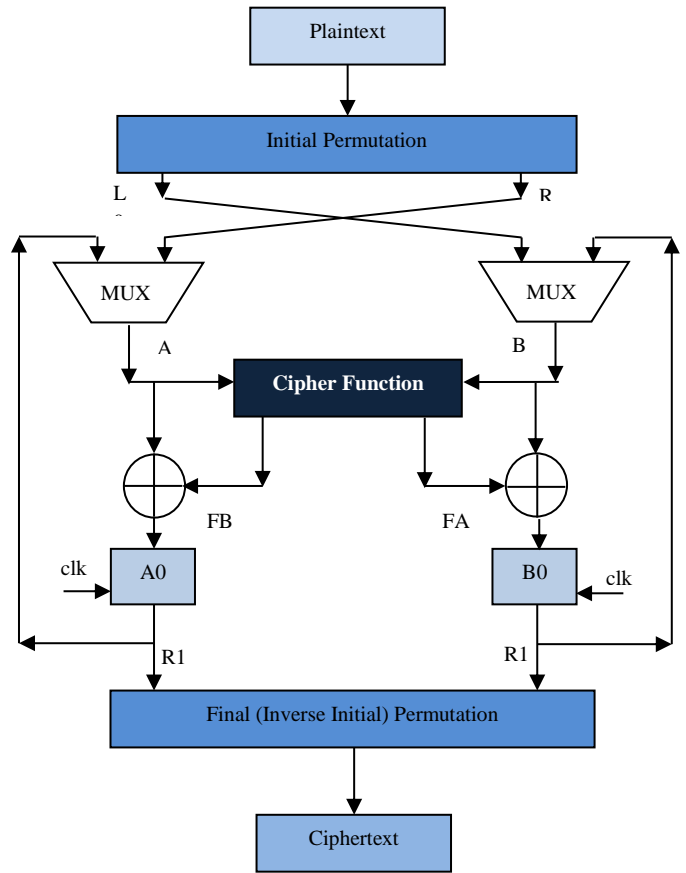 Plaintext
Initial Permutation
L
R
MUX
MUX
A
B
Cipher Function
FB
FA
clk
A0
B0
clk
R1
R1
Final (Inverse Initial) Permutation
Ciphertext